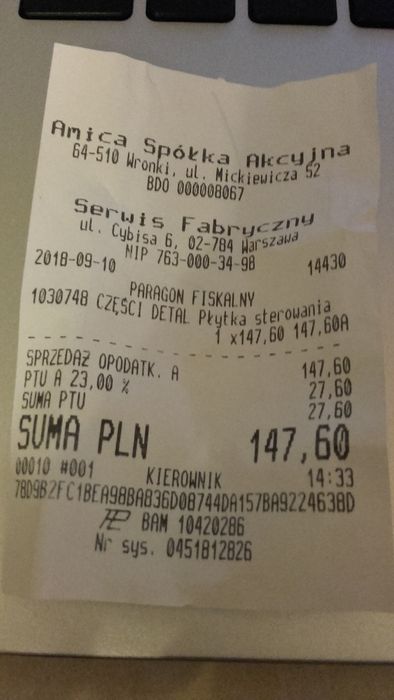 Amica Spółka Akcyjna
64-510 Wronki, ul. Mickiewicza 52
BDO 000008067
Serwis Fabryczny
ul. Cybisa 6, 02-784 Warszawa
NIP 763-000-34-98
2018-09-10 14430
PARAGON FISKALNY
1030748 CZĘŚCI DETAL Płytka sterowania
1 x147,60 147,60A
SPRZEDAŻ OPODATK. A 147,60
PTU A 23,00 % 27,60
SUMA PTU 27,60
SUMA PLN 147,60
00010 #001 KIEROWNIK 14:33
78D9B2FC1BEA98BA836D08744DA157BA9224638D
BAM 10420286
Nr sys. 0451812826